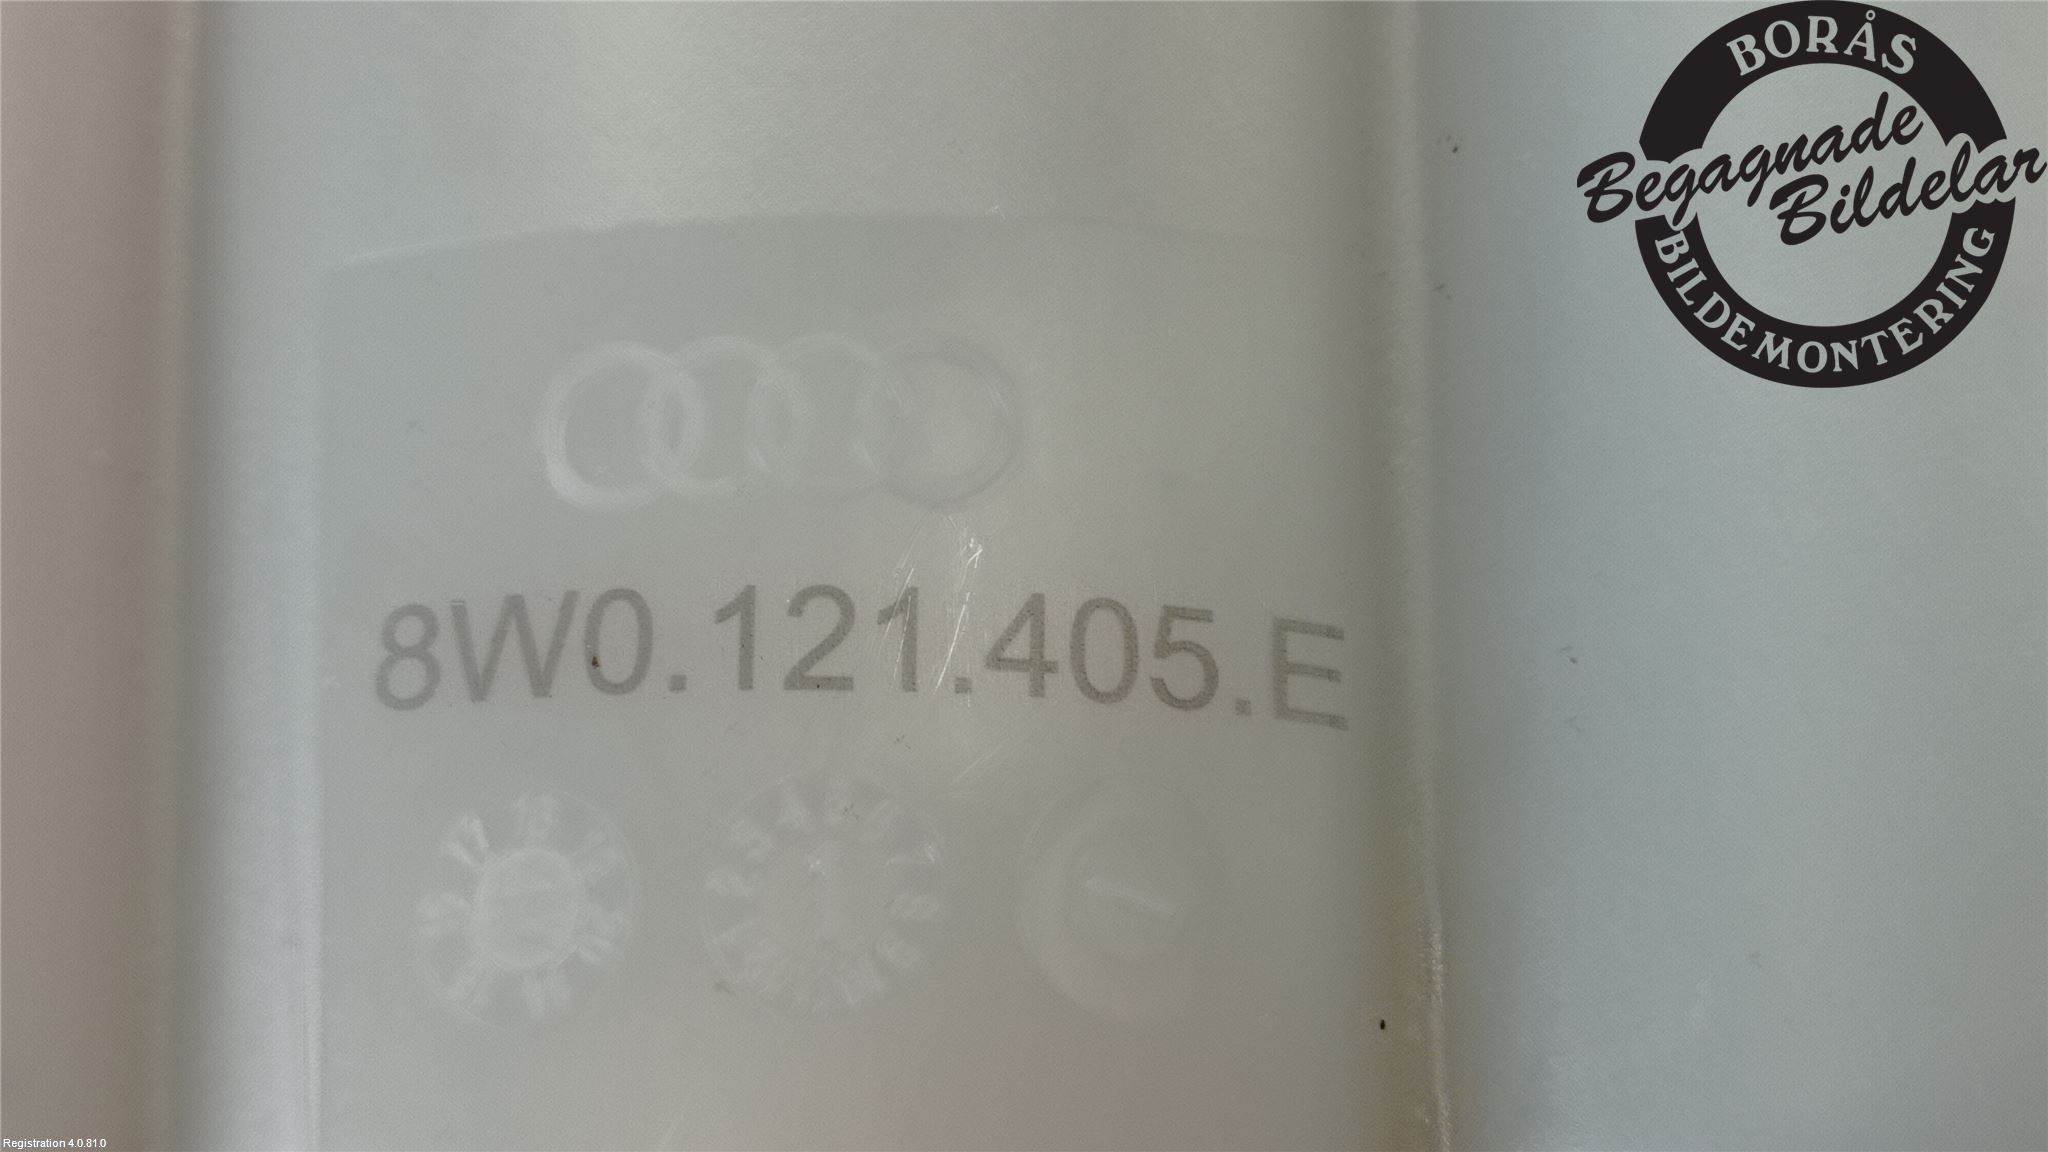 BORÅS
Begagnade
Bildelar
BILDEMONTERING
8W0.121.405.E
Registration 4.0.81.0